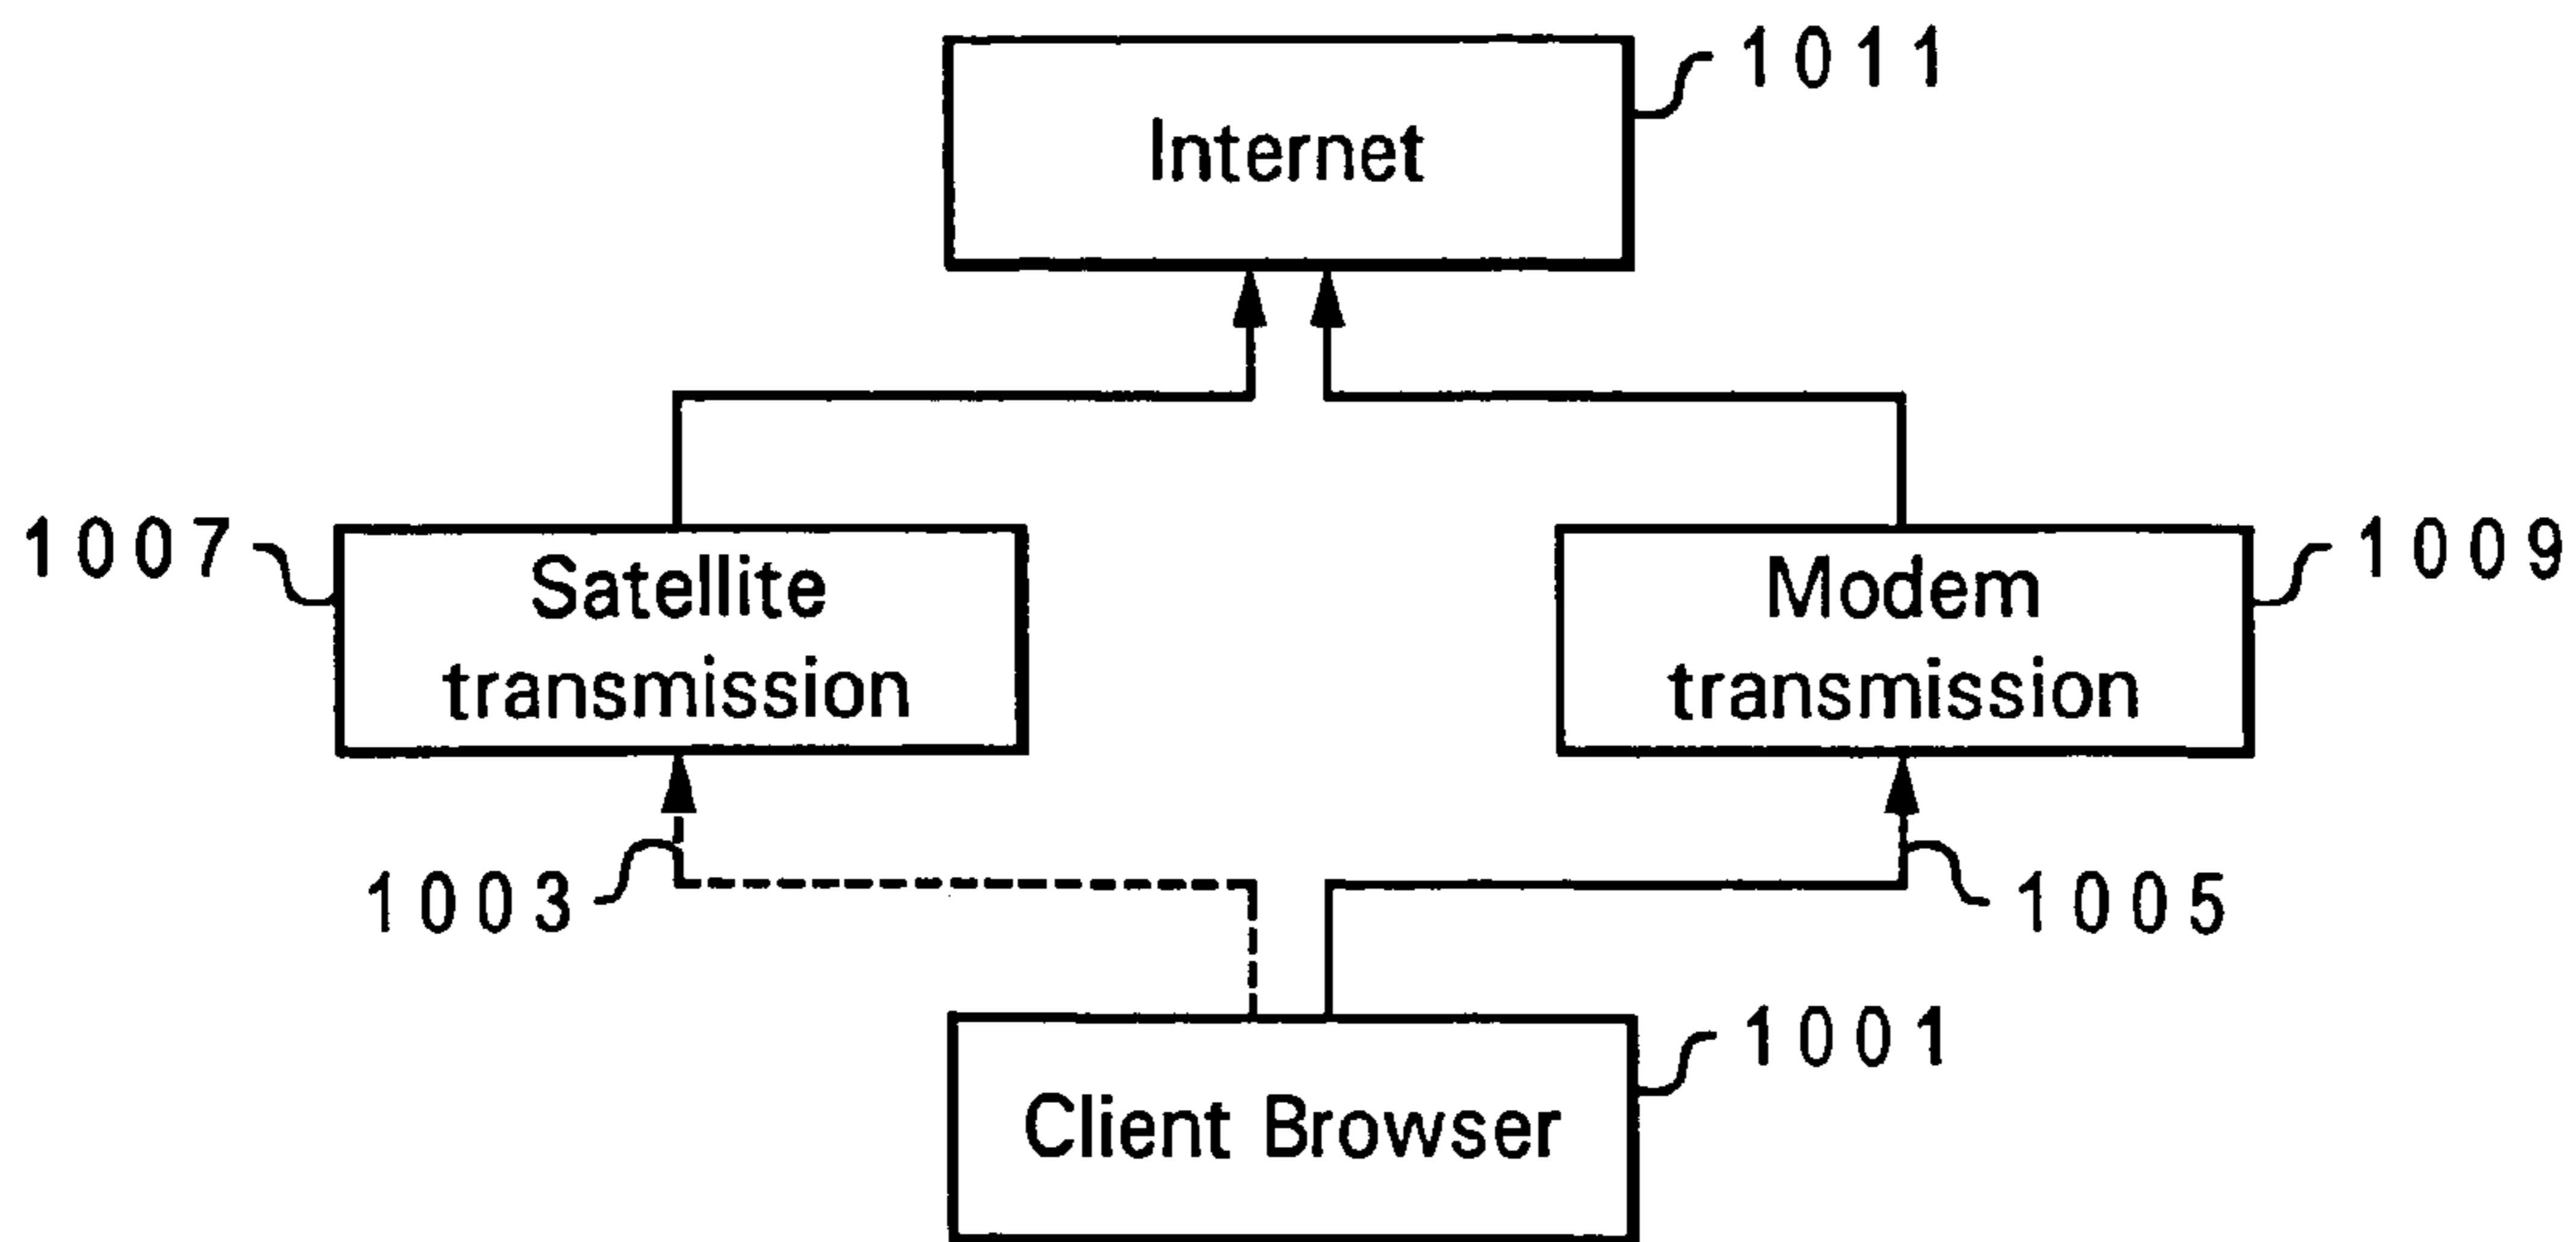 1011
Internet
1007
Satellite
transmission
Modem
transmission
1009
1003
1005
1001
Client Browser